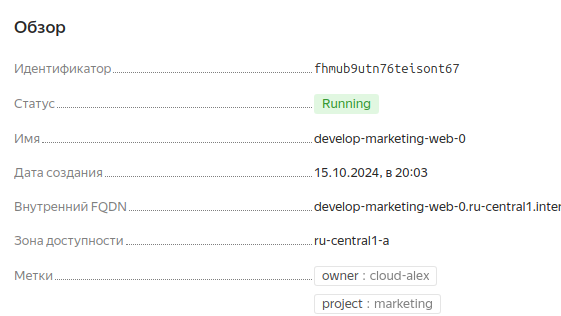 Обзор
Идентификатор fhmub9utn76teisont67
Статус Running
Имя develop-marketing-web-0
Дата создания 15.10.2024, в 20:03
Внутренний FQDN develop-marketing-web-0.ru-central1.inter
Зона доступности ru-central1-a
Метки owner : cloud-alex
project : marketing